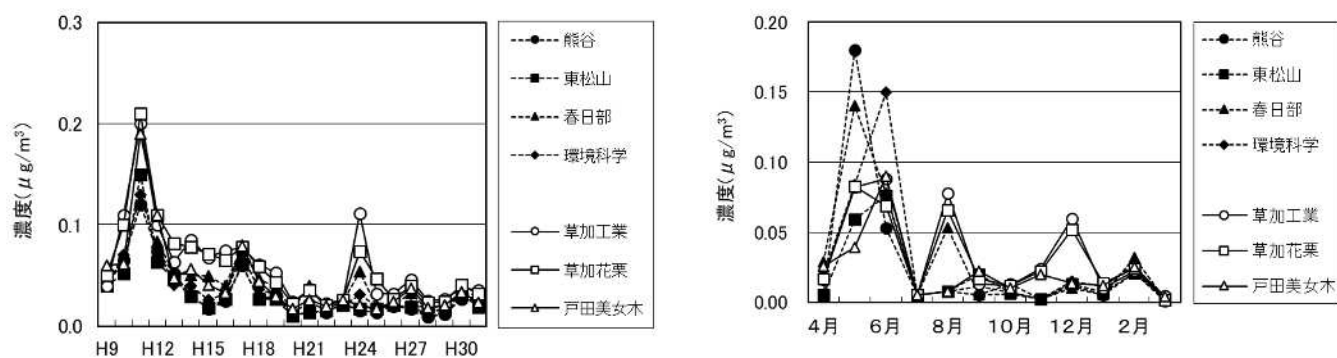 0.3
0.2
0.1
0.0
濃度(μg/m³)
H9 H12 H15 H18 H21 H24 H27 H30
熊谷
東松山
春日部
環境科学
草加工業
草加花栗
戸田美女木
0.20
0.15
0.10
0.05
0.00
濃度(μg/m³)
4月 6月 8月 10月 12月 2月
熊谷
東松山
春日部
環境科学
草加工業
草加花栗
戸田美女木